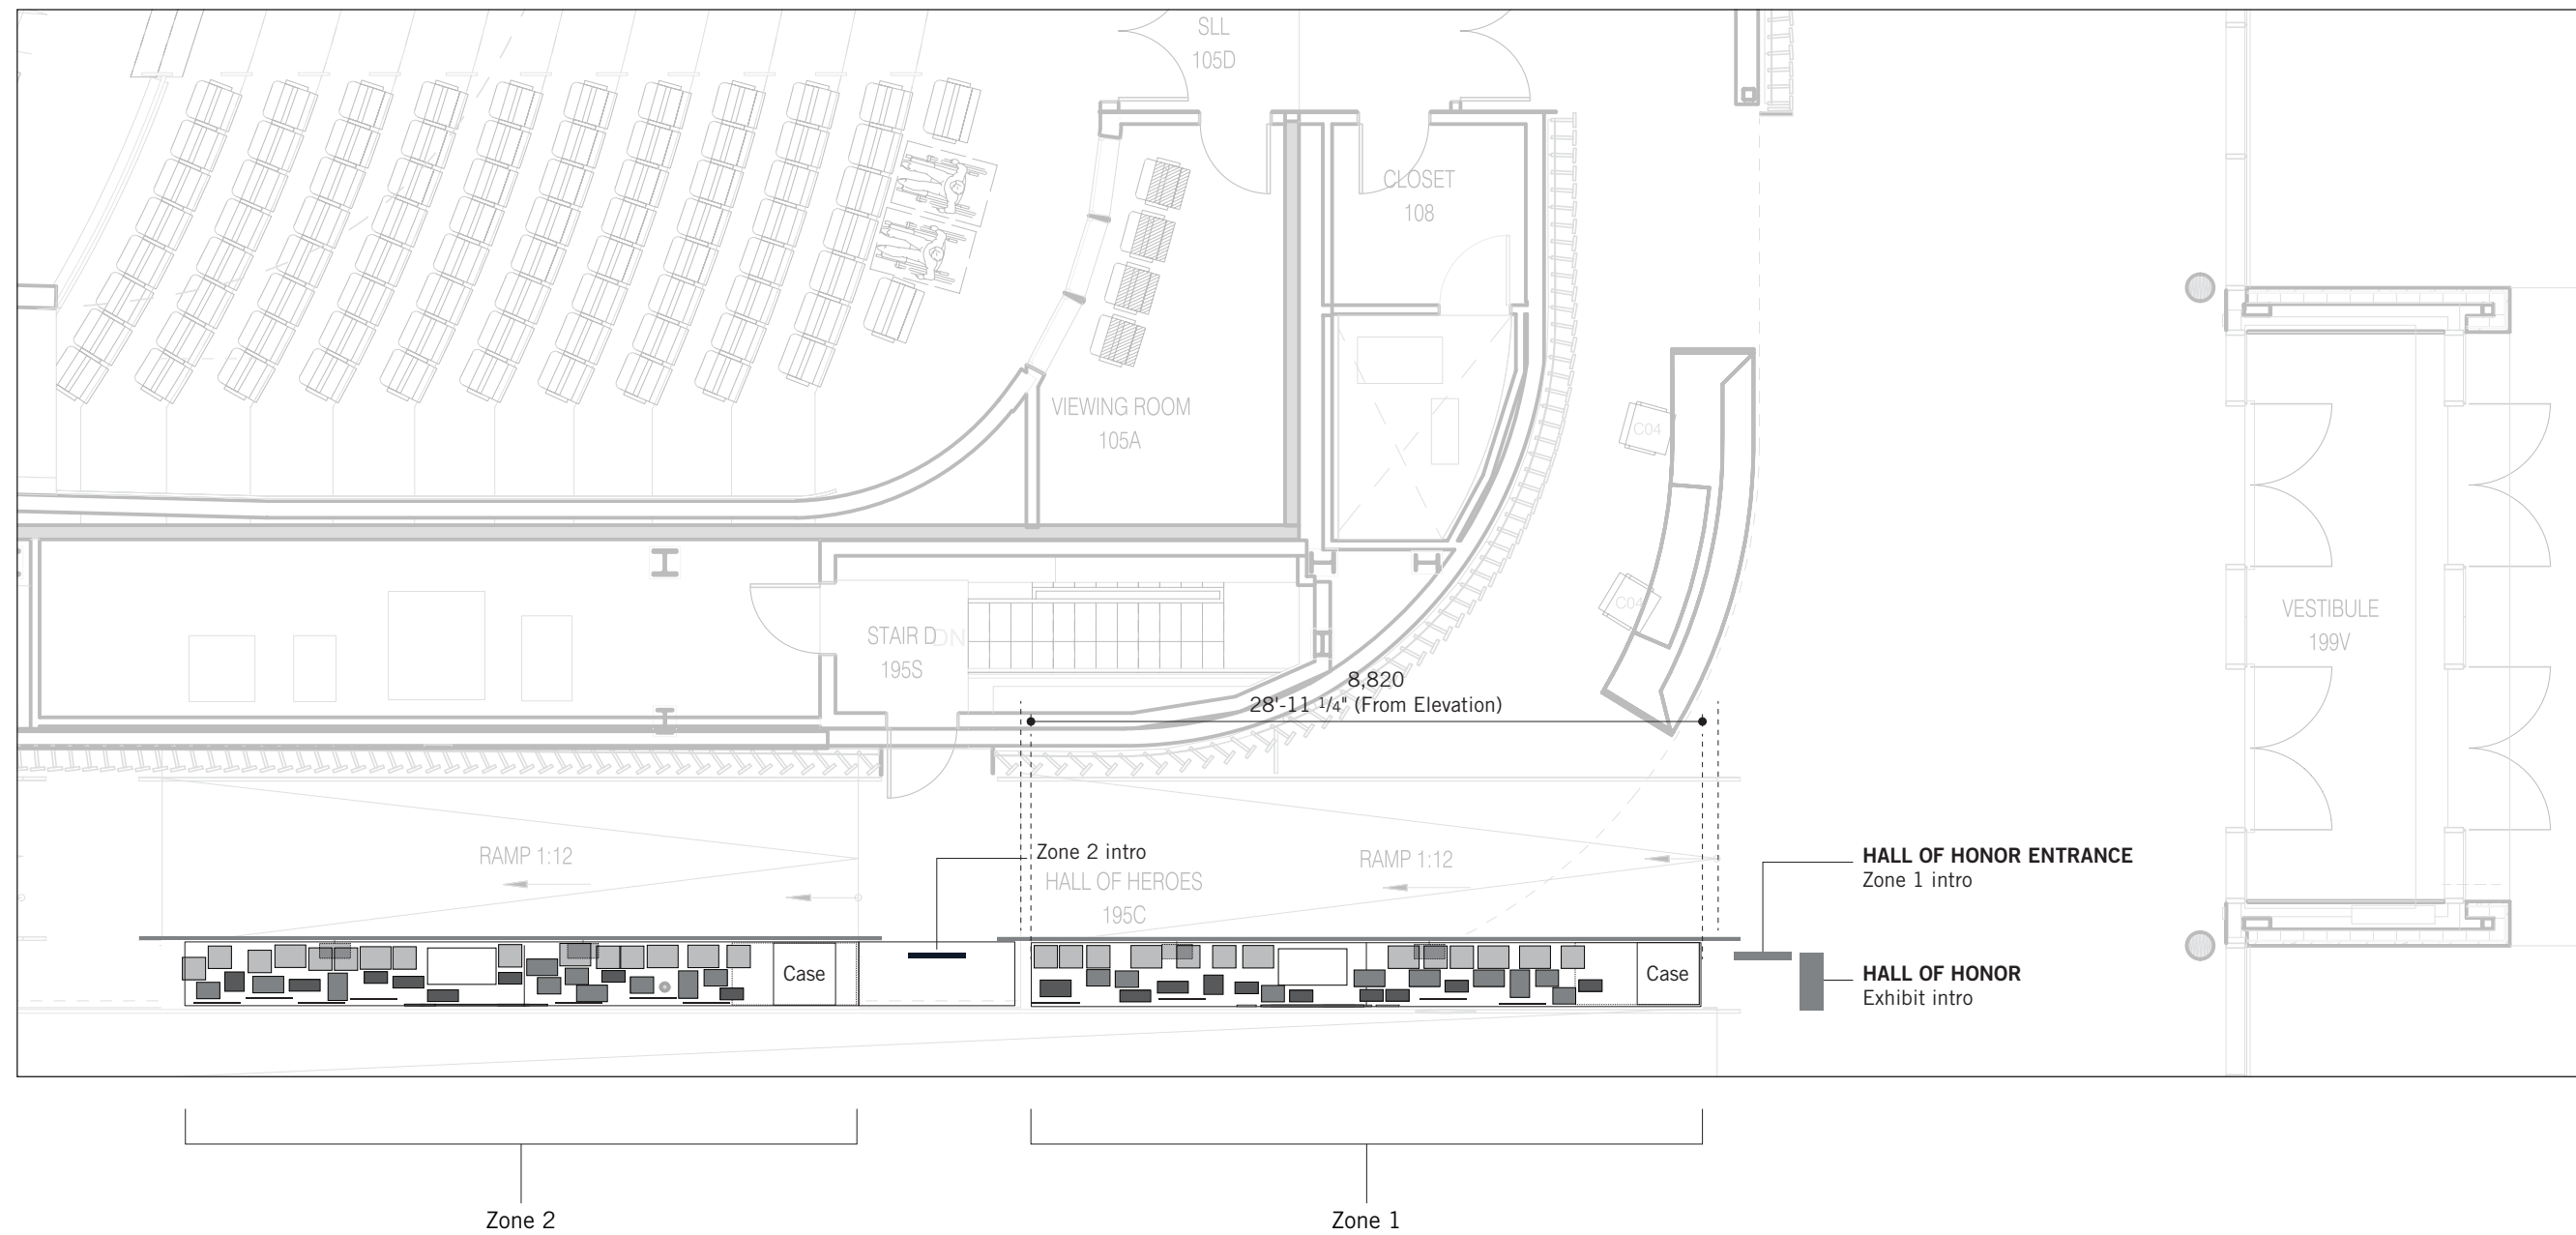 SLL
105D
CLOSET
108
VIEWING ROOM
105A
C04
C04
STAIR D
DN
195S
8,820
28'-11 1/4" (From Elevation)
VESTIBULE
199V
RAMP 1:12
Zone 2 intro
HALL OF HEROES
195C
RAMP 1:12
HALL OF HONOR ENTRANCE
Zone 1 intro
Case
Case
HALL OF HONOR
Exhibit intro
Zone 2
Zone 1